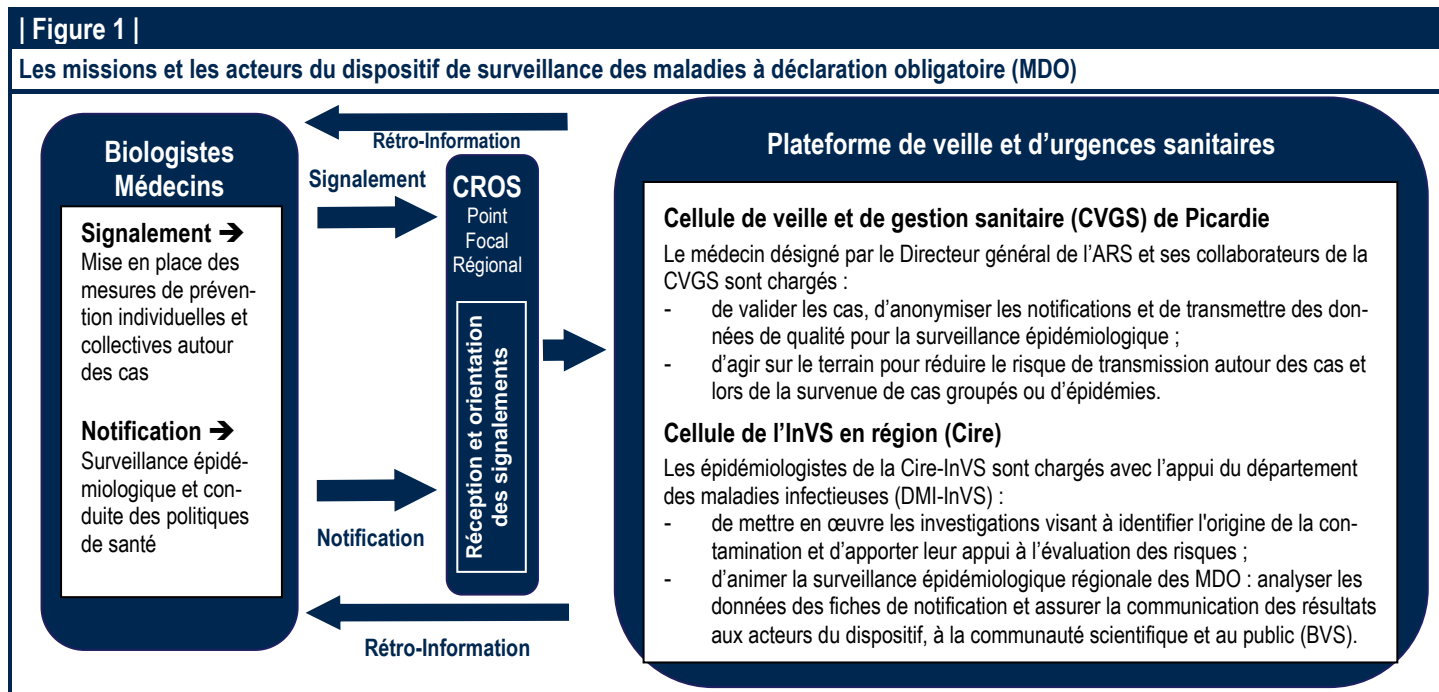 | Figure 1 |
Les missions et les acteurs du dispositif de surveillance des maladies à déclaration obligatoire (MDO)
Biologistes
Médecins
Signalement ➔
Mise en place des
mesures de préven-
tion individuelles et
collectives autour
des cas
Notification ➔
Surveillance épidé-
miologique et con-
duite des politiques
de santé
Rétro-Information
Signalement
Notification
Rétro-Information
CROS
Point
Focal
Régional
Réception et orientation
des signalements
Plateforme de veille et d’urgences sanitaires
Cellule de veille et de gestion sanitaire (CVGS) de Picardie
Le médecin désigné par le Directeur général de l’ARS et ses collaborateurs de la
CVGS sont chargés :
- de valider les cas, d’anonymiser les notifications et de transmettre des don-
nées de qualité pour la surveillance épidémiologique ;
- d’agir sur le terrain pour réduire le risque de transmission autour des cas et
lors de la survenue de cas groupés ou d’épidémies.
Cellule de l’InVS en région (Cire)
Les épidémiologistes de la Cire-InVS sont chargés avec l’appui du département
des maladies infectieuses (DMI-InVS) :
- de mettre en œuvre les investigations visant à identifier l'origine de la con-
tamination et d’apporter leur appui à l’évaluation des risques ;
- d’animer la surveillance épidémiologique régionale des MDO : analyser les
données des fiches de notification et assurer la communication des résultats
aux acteurs du dispositif, à la communauté scientifique et au public (BVS).